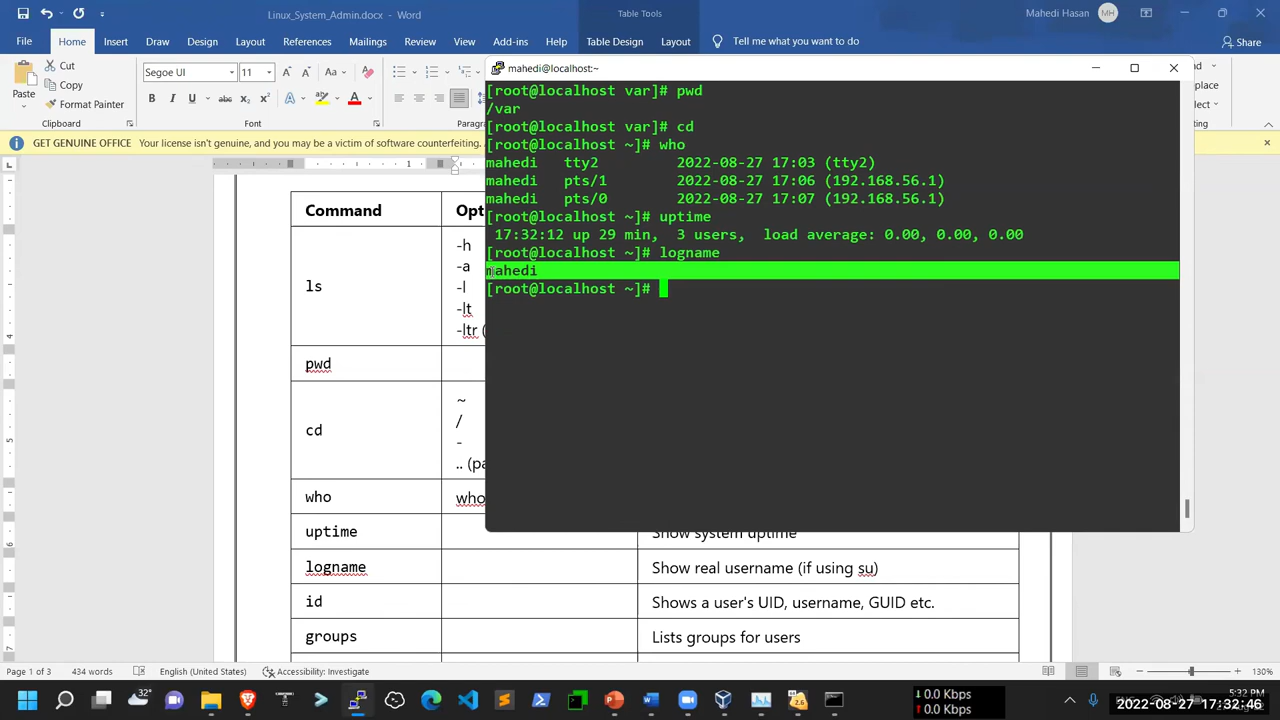 Linux_System_Admin.docx - Word
Table Tools
Mahedi Hasan
MH
File
Home
Insert
Draw
Design
Layout
References
Mailings
Review
View
Add-ins
Help
Table Design
Layout
Tell me what you want to do
Share
Paste
Cut
Copy
Format Painter
Clipboard
Segoe UI
11
Font
GET GENUINE OFFICE
Your license isn't genuine, and you may be a victim of software counterfeiting.
mahedi@localhost:~
[root@localhost var]# pwd
/var
[root@localhost var]# cd
[root@localhost ~]# who
mahedi tty2 2022-08-27 17:03 (tty2)
mahedi pts/1 2022-08-27 17:06 (192.168.56.1)
mahedi pts/0 2022-08-27 17:07 (192.168.56.1)
[root@localhost ~]# uptime
17:32:12 up 29 min, 3 users, load average: 0.00, 0.00, 0.00
[root@localhost ~]# logname
mahedi
[root@localhost ~]#
Command
ls
-h
-a
-l
-lt
-ltr (
pwd
cd
~
/
-
.. (pa
who
who
uptime
Show system uptime
logname
Show real username (if using su)
id
Shows a user's UID, username, GUID etc.
groups
Lists groups for users
Page 1 of 3
434 words
English (United States)
Accessibility: Investigate
130%
32°
0.0 Kbps
0.0 Kbps
5:32 PM
2022-08-27 17:32:46